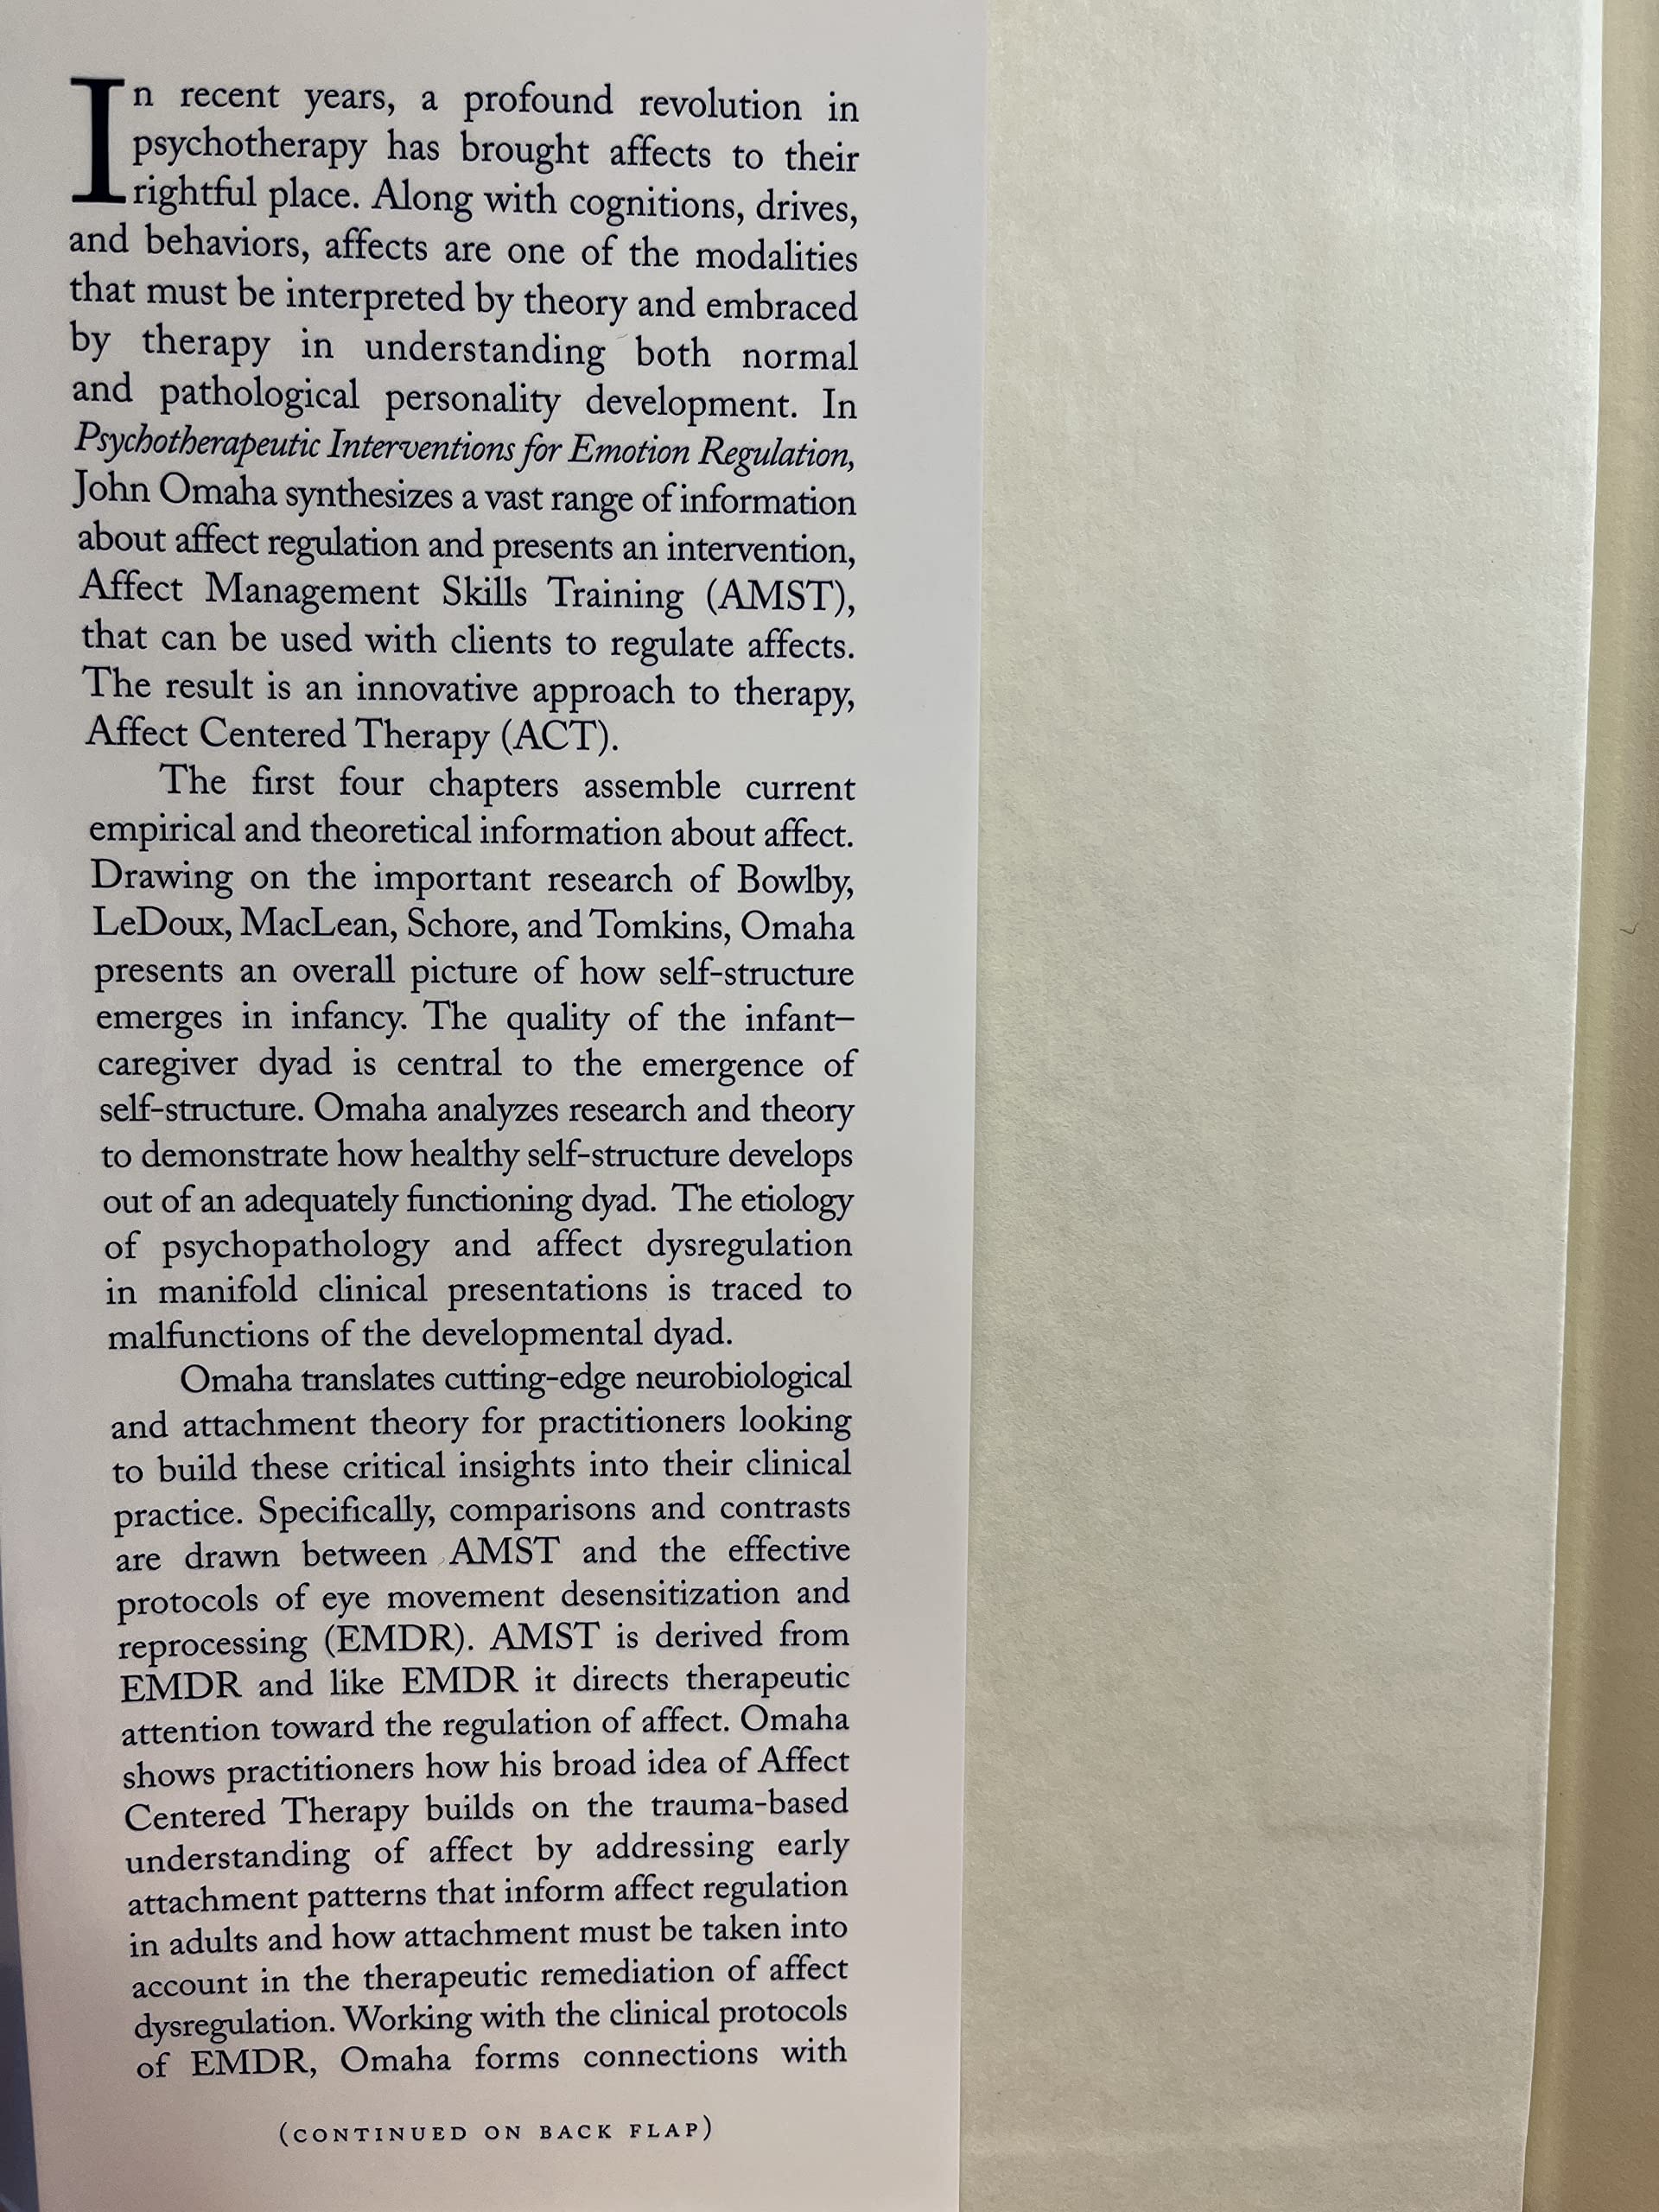 In recent years, a profound revolution in
psychotherapy has brought affects to their
rightful place. Along with cognitions, drives,
and behaviors, affects are one of the modalities
that must be interpreted by theory and embraced
by therapy in understanding both normal
and pathological personality development. In
Psychotherapeutic Interventions for Emotion Regulation,
John Omaha synthesizes a vast range of information
about affect regulation and presents an intervention,
Affect Management Skills Training (AMST),
that can be used with clients to regulate affects.
The result is an innovative approach to therapy,
Affect Centered Therapy (ACT).
The first four chapters assemble current
empirical and theoretical information about affect.
Drawing on the important research of Bowlby,
LeDoux, MacLean, Schore, and Tomkins, Omaha
presents an overall picture of how self-structure
emerges in infancy. The quality of the infant–
caregiver dyad is central to the emergence of
self-structure. Omaha analyzes research and theory
to demonstrate how healthy self-structure develops
out of an adequately functioning dyad. The etiology
of psychopathology and affect dysregulation
in manifold clinical presentations is traced to
malfunctions of the developmental dyad.
Omaha translates cutting-edge neurobiological
and attachment theory for practitioners looking
to build these critical insights into their clinical
practice. Specifically, comparisons and contrasts
are drawn between AMST and the effective
protocols of eye movement desensitization and
reprocessing (EMDR). AMST is derived from
EMDR and like EMDR it directs therapeutic
attention toward the regulation of affect. Omaha
shows practitioners how his broad idea of Affect
Centered Therapy builds on the trauma-based
understanding of affect by addressing early
attachment patterns that inform affect regulation
in adults and how attachment must be taken into
account in the therapeutic remediation of affect
dysregulation. Working with the clinical protocols
of EMDR, Omaha forms connections with
(CONTINUED ON BACK FLAP)